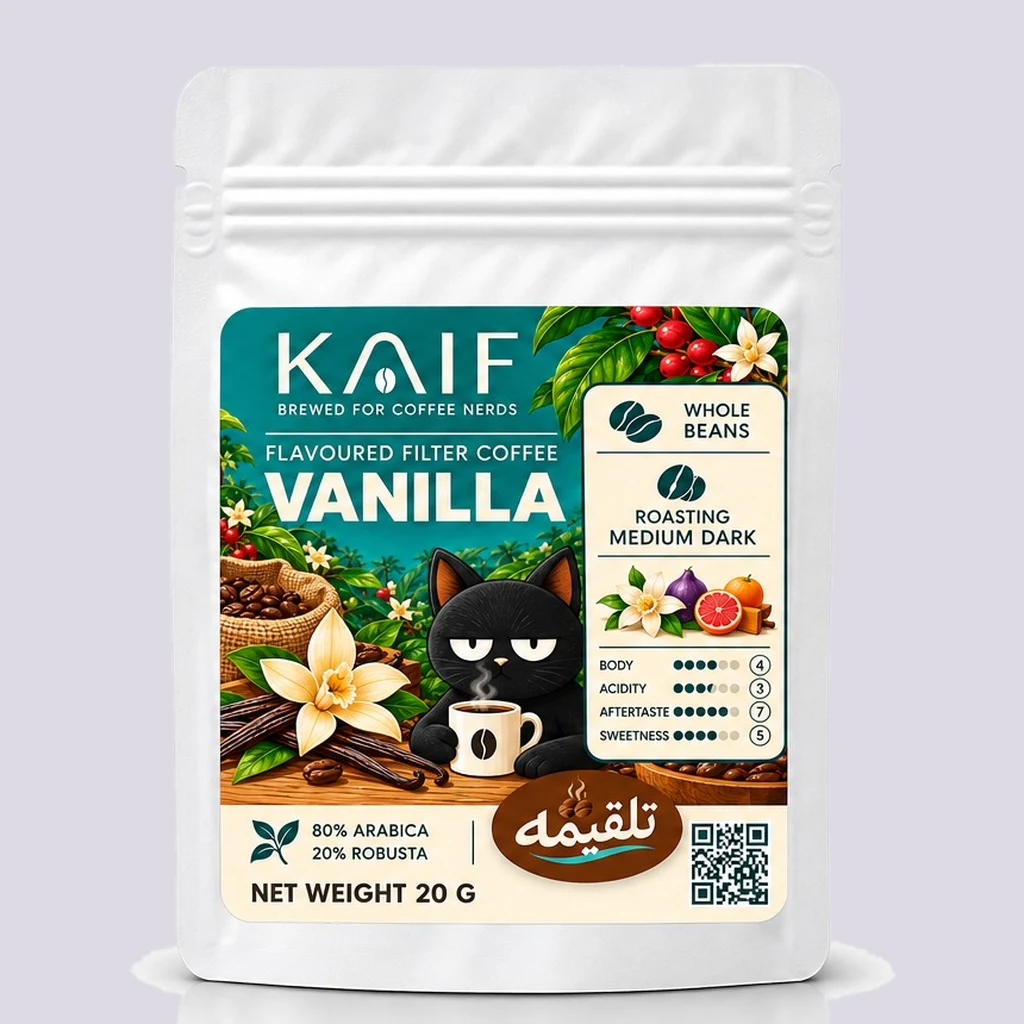 KAIF
BREWED FOR COFFEE NERDS
FLAVOURED FILTER COFFEE
VANILLA
WHOLE
BEANS
ROASTING
MEDIUM DARK
BODY 4
ACIDITY 3
AFTERTASTE 7
SWEETNESS 5
80% ARABICA
20% ROBUSTA
تلقيمه
NET WEIGHT 20 G